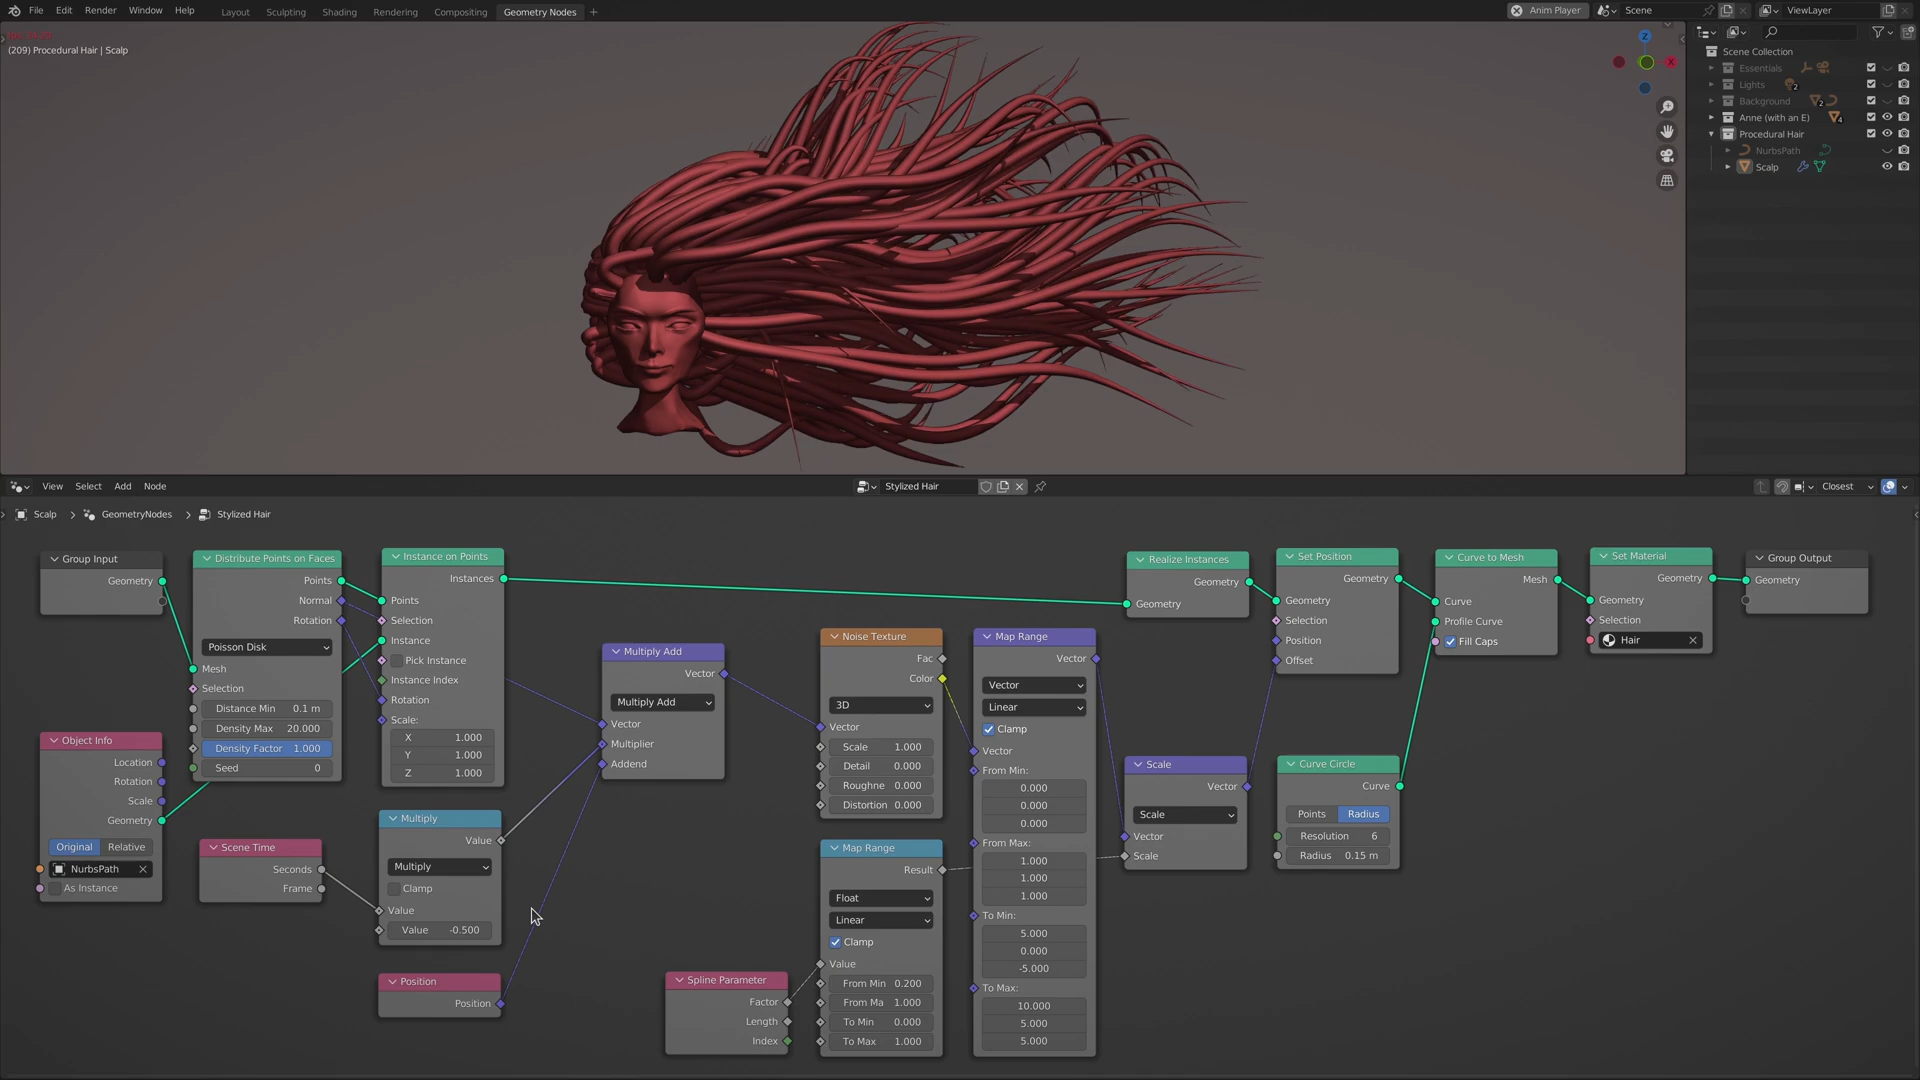 File Edit Render Window Help Layout Sculpting Shading Rendering Compositing Geometry Nodes + Anim Player Scene ViewLayer
(209) Procedural Hair | Scalp
Z
X
Scene Collection
Essentials
Lights 2
Background 2
Anne (with an E) 4
Procedural Hair
NurbsPath
Scalp
View Select Add Node Stylized Hair Closest
Scalp > GeometryNodes > Stylized Hair
Group Input
Geometry
Distribute Points on Faces
Points
Normal
Rotation
Poisson Disk
Mesh
Selection
Distance Min 0.1 m
Density Max 20.000
Density Factor 1.000
Seed 0
Instance on Points
Instances
Points
Selection
Instance
Pick Instance
Instance Index
Rotation
Scale:
X 1.000
Y 1.000
Z 1.000
Object Info
Location
Rotation
Scale
Geometry
Original Relative
NurbsPath
As Instance
Scene Time
Seconds
Frame
Multiply
Value
Multiply
Clamp
Value
Value -0.500
Position
Position
Multiply Add
Vector
Multiply Add
Vector
Multiplier
Addend
Spline Parameter
Factor
Length
Index
Noise Texture
Fac
Color
3D
Vector
Scale 1.000
Detail 0.000
Roughne 0.000
Distortion 0.000
Map Range
Result
Float
Linear
Clamp
Value
From Min 0.200
From Ma 1.000
To Min 0.000
To Max 1.000
Map Range
Vector
Vector
Linear
Clamp
Vector
From Min:
0.000
0.000
0.000
From Max:
1.000
1.000
1.000
To Min:
5.000
0.000
-5.000
To Max:
10.000
5.000
5.000
Realize Instances
Geometry
Geometry
Scale
Vector
Scale
Vector
Scale
Set Position
Geometry
Geometry
Selection
Position
Offset
Curve Circle
Curve
Points Radius
Resolution 6
Radius 0.15 m
Curve to Mesh
Mesh
Curve
Profile Curve
Fill Caps
Set Material
Geometry
Geometry
Selection
Hair
Group Output
Geometry